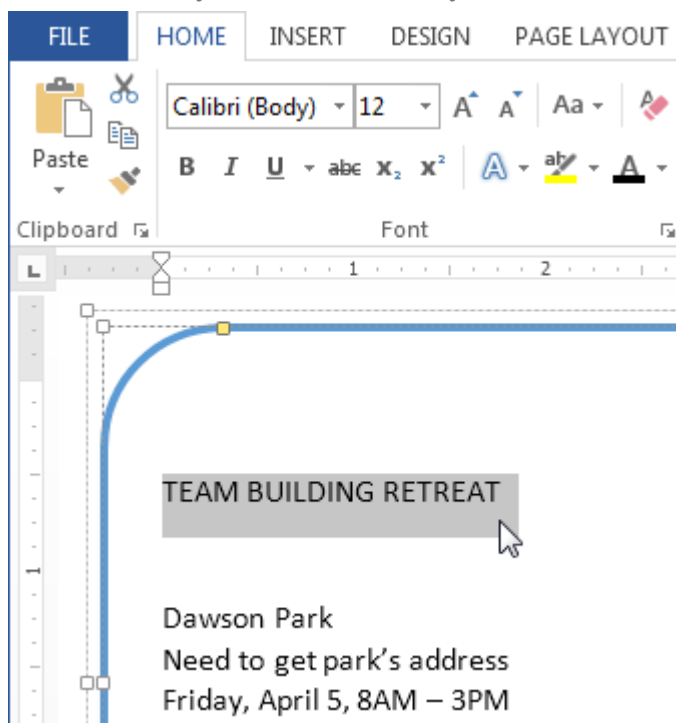 FILE HOME INSERT DESIGN PAGE LAYOUT
Calibri (Body) 12 A A Aa A
Paste B I U abc X₂ X² A ab A
Clipboard Font
L 1 2
TEAM BUILDING RETREAT
1
Dawson Park
Need to get park's address
Friday, April 5, 8AM – 3PM